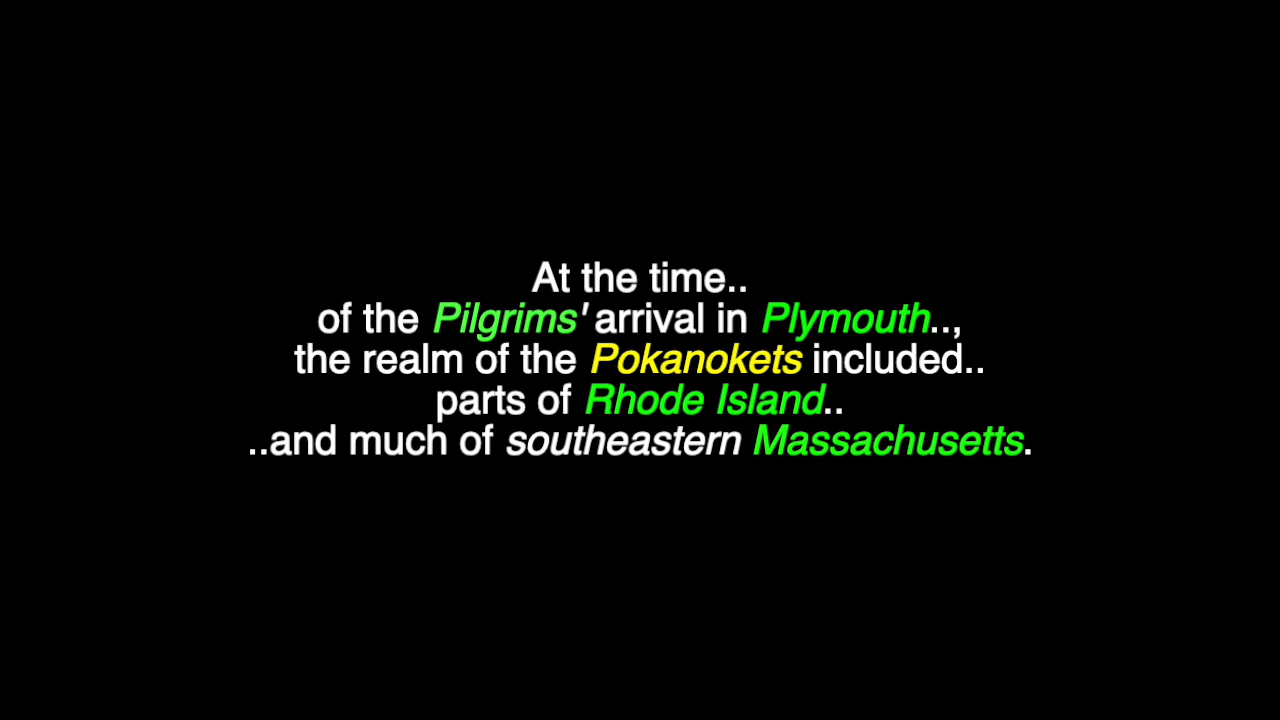 At the time..
of the Pilgrims' arrival in Plymouth..,
the realm of the Pokanokets included..
parts of Rhode Island..
..and much of southeastern Massachusetts.